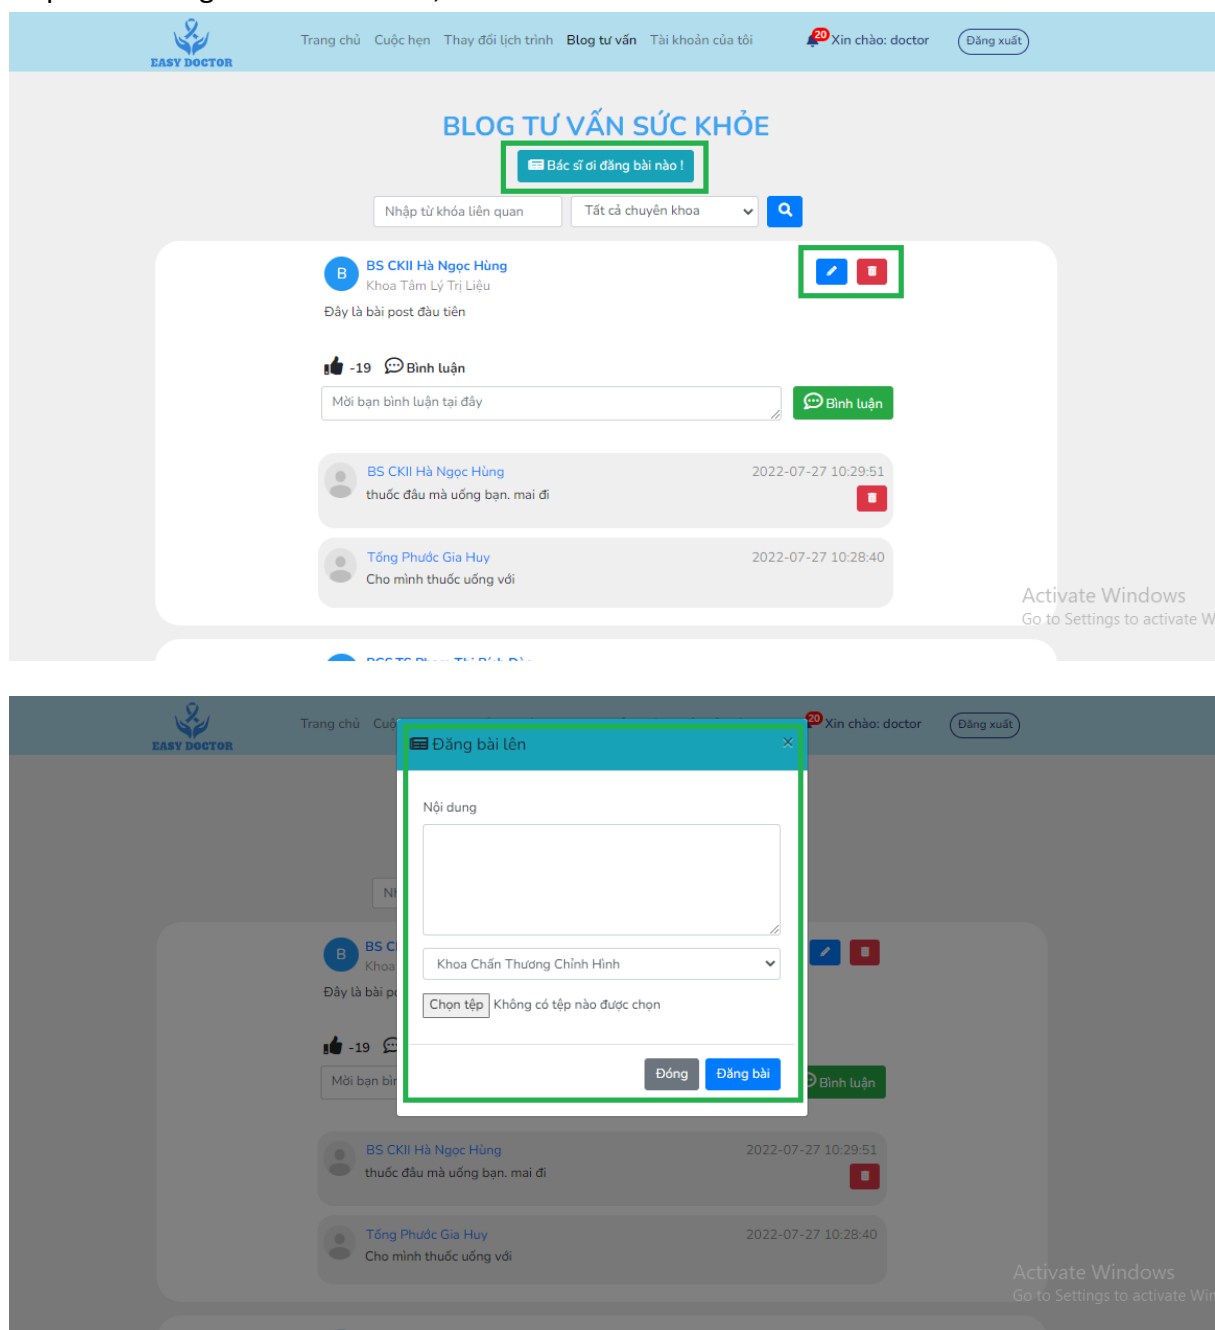 EASY DOCTOR
Trang chủ Cuộc hẹn Thay đổi lịch trình Blog tư vấn Tài khoản của tôi 20 Xin chào: doctor Đăng xuất
BLOG TƯ VẤN SỨC KHỎE
Bác sĩ ơi đăng bài nào !
Nhập từ khóa liên quan Tất cả chuyên khoa
B BS CKII Hà Ngọc Hùng
Khoa Tâm Lý Trị Liệu
Đây là bài post đàu tiên
-19 Bình luận
Mời bạn bình luận tại đây Bình luận
BS CKII Hà Ngọc Hùng 2022-07-27 10:29:51
thuốc đâu mà uống bạn. mai đi
Tống Phước Gia Huy 2022-07-27 10:28:40
Cho mình thuốc uống với
Activate Windows
Go to Settings to activate W
EASY DOCTOR
Trang chủ Cuộ 20 Xin chào: doctor Đăng xuất
Đăng bài lên ×
Nội dung
B BS C
Khoa
Khoa Chấn Thương Chỉnh Hình
Đây là bài p
Chọn tệp Không có tệp nào được chọn
-19
Đóng Đăng bài
Mời bạn bìn Bình luận
BS CKII Hà Ngọc Hùng 2022-07-27 10:29:51
thuốc đâu mà uống bạn. mai đi
Tống Phước Gia Huy 2022-07-27 10:28:40
Cho mình thuốc uống với
Activate Windows
Go to Settings to activate Win